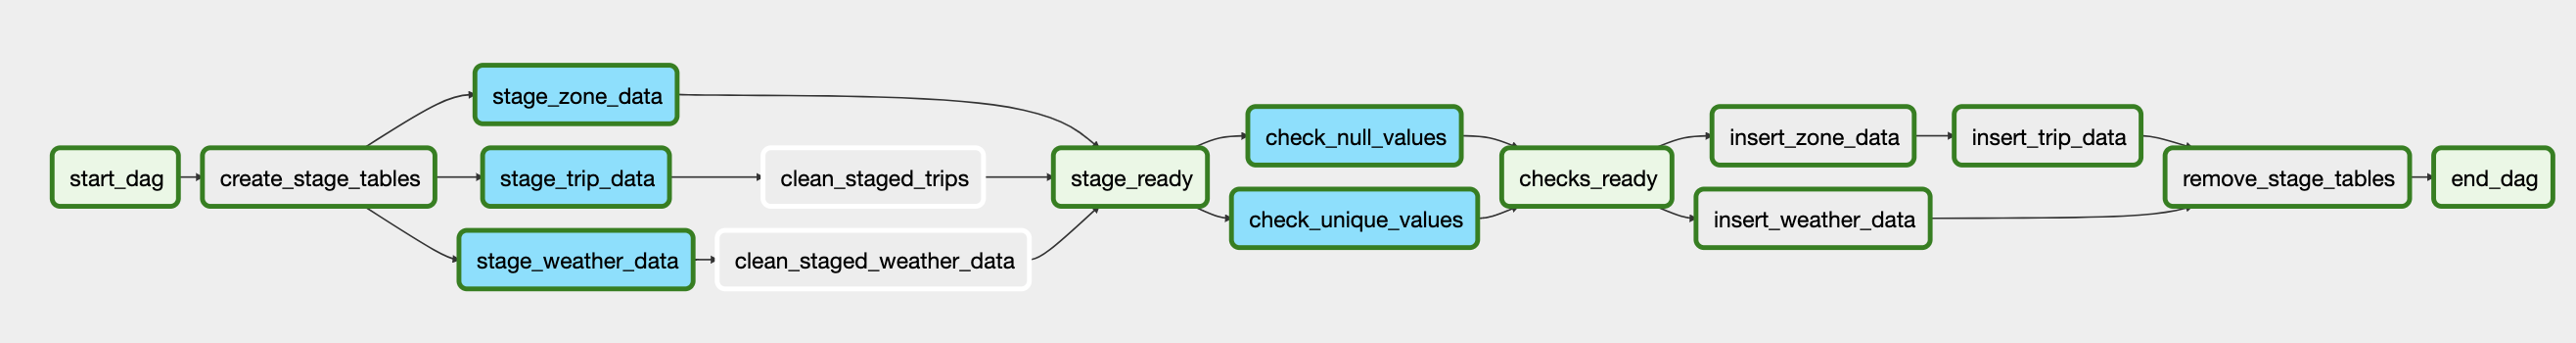 start_dag
create_stage_tables
stage_zone_data
stage_trip_data
stage_weather_data
clean_staged_trips
clean_staged_weather_data
stage_ready
check_null_values
check_unique_values
checks_ready
insert_zone_data
insert_trip_data
insert_weather_data
remove_stage_tables
end_dag